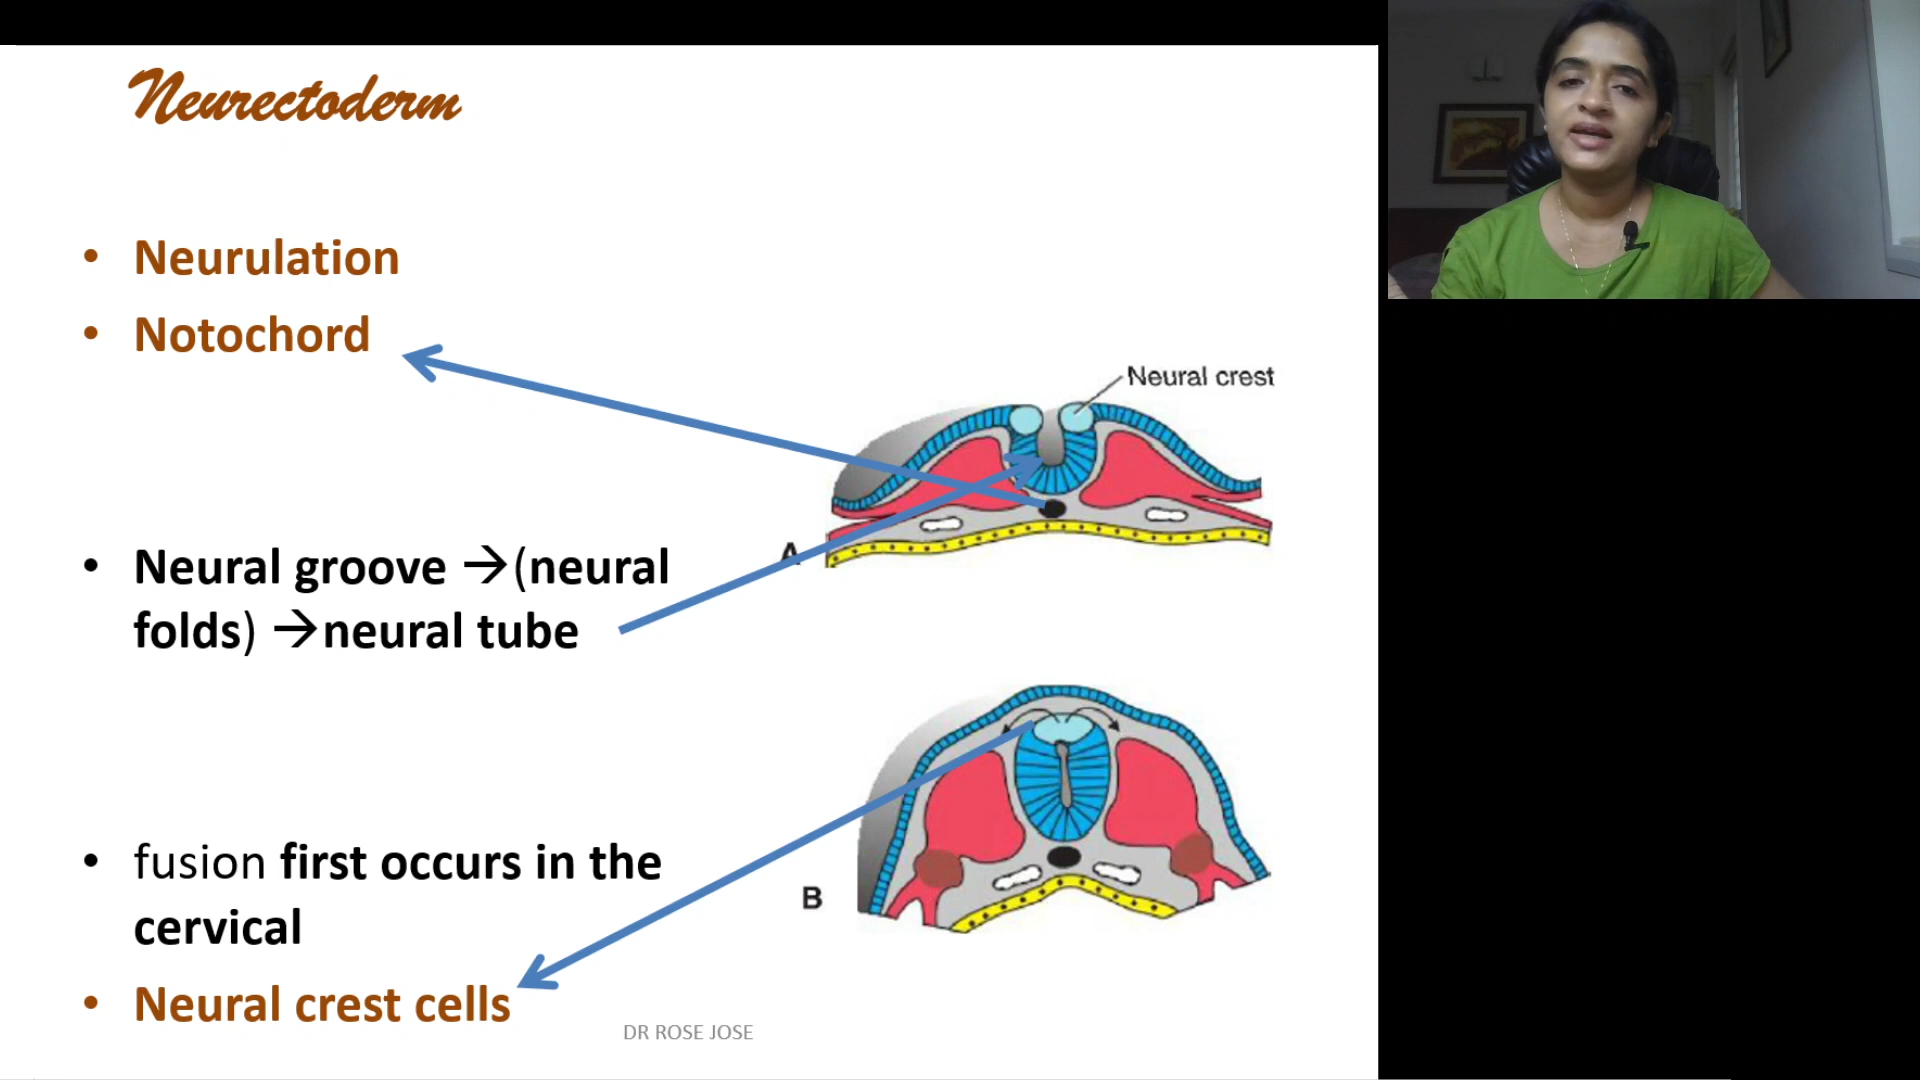 Neurectoderm
• Neurulation
• Notochord
Neural crest
A
• Neural groove →(neural
folds) →neural tube
B
• fusion first occurs in the
cervical
• Neural crest cells
DR ROSE JOSE